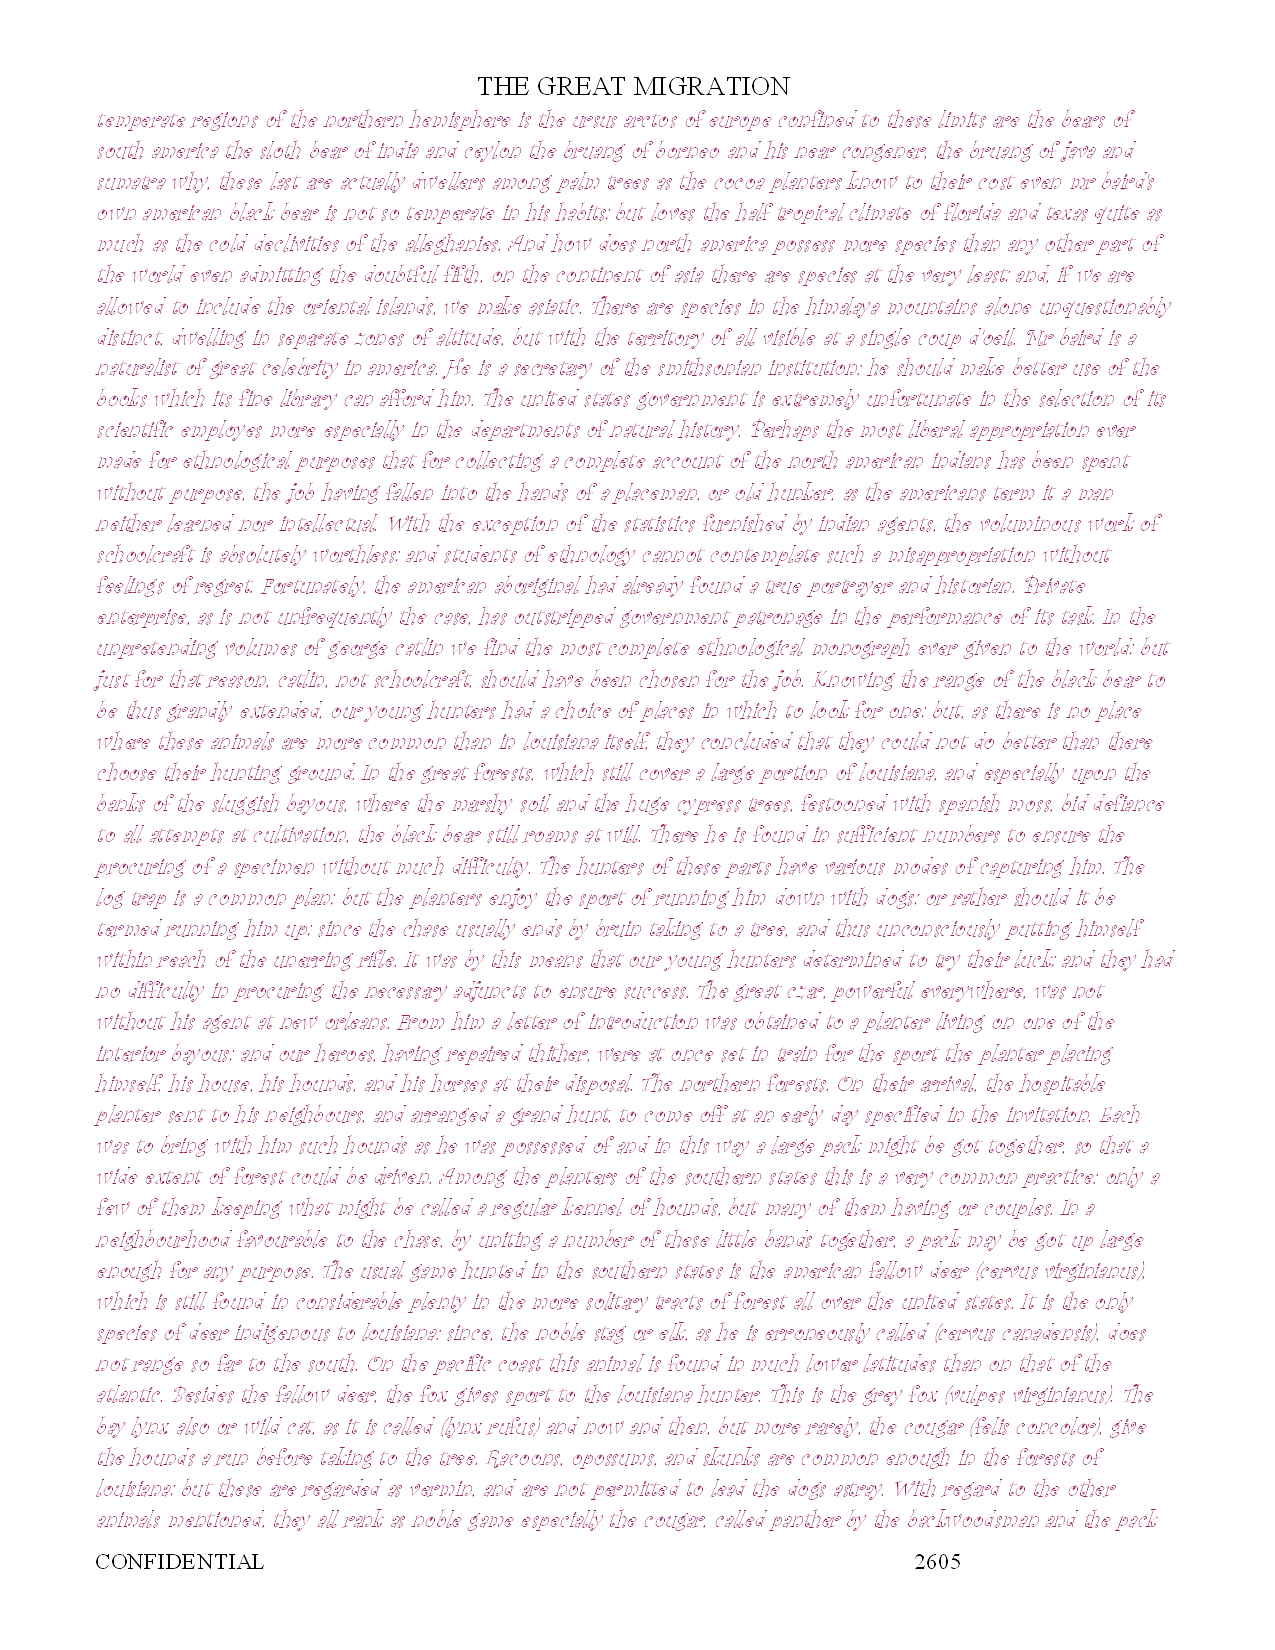 THE GREAT MIGRATION
temperate regions of the northern hemisphere is the ursus arctos of europe confined to these limits are the bears of
south america the sloth bear of india and ceylon the bruang of borneo and his near congener, the bruang of java and
sumatra why, these last are actually dwellers among palm trees as the cocoa planters know to their cost even mr baird's
own american black bear is not so temperate in his habits; but loves the half tropical climate of florida and texas quite as
much as the cold declivities of the alleghanies. And how does north america possess more species than any other part of
the world even admitting the doubtful fifth, on the continent of asia there are species at the very least; and, if we are
allowed to include the oriental islands, we make asiatic. There are species in the himalaya mountains alone unquestionably
distinct, dwelling in separate zones of altitude, but with the territory of all visible at a single coup d'oeil. Mr baird is a
naturalist of great celebrity in america. He is a secretary of the smithsonian institution: he should make better use of the
books which its fine library can afford him. The united states government is extremely unfortunate in the selection of its
scientific employes more especially in the departments of natural history. Perhaps the most liberal appropriation ever
made for ethnological purposes that for collecting a complete account of the north american indians has been spent
without purpose, the job having fallen into the hands of a placeman, or old hunker, as the americans term it a man
neither learned nor intellectual. With the exception of the statistics furnished by indian agents, the voluminous work of
schoolcraft is absolutely worthless; and students of ethnology cannot contemplate such a misappropriation without
feelings of regret. Fortunately, the american aboriginal had already found a true portrayer and historian. Private
enterprise, as is not unfrequently the case, has outstripped government patronage in the performance of its task. In the
unpretending volumes of george catlin we find the most complete ethnological monograph ever given to the world; but
just for that reason, catlin, not schoolcraft, should have been chosen for the job. Knowing the range of the black bear to
be thus grandly extended, our young hunters had a choice of places in which to look for one; but, as there is no place
where these animals are more common than in louisiana itself, they concluded that they could not do better than there
choose their hunting ground. In the great forests, which still cover a large portion of louisiana, and especially upon the
banks of the sluggish bayous, where the marshy soil and the huge cypress trees, festooned with spanish moss, bid defiance
to all attempts at cultivation, the black bear still roams at will. There he is found in sufficient numbers to ensure the
procuring of a specimen without much difficulty. The hunters of these parts have various modes of capturing him. The
log trap is a common plan; but the planters enjoy the sport of running him down with dogs; or rather should it be
termed running him up; since the chase usually ends by bruin taking to a tree, and thus unconsciously putting himself
within reach of the unerring rifle. It was by this means that our young hunters determined to try their luck; and they had
no difficulty in procuring the necessary adjuncts to ensure success. The great czar, powerful everywhere, was not
without his agent at new orleans. From him a letter of introduction was obtained to a planter living on one of the
interior bayous; and our heroes, having repaired thither, were at once set in train for the sport the planter placing
himself, his house, his hounds, and his horses at their disposal. The northern forests. On their arrival, the hospitable
planter sent to his neighbours, and arranged a grand hunt, to come off at an early day specified in the invitation. Each
was to bring with him such hounds as he was possessed of and in this way a large pack might be got together, so that a
wide extent of forest could be driven. Among the planters of the southern states this is a very common practice; only a
few of them keeping what might be called a regular kennel of hounds, but many of them having or couples. In a
neighbourhood favourable to the chase, by uniting a number of these little bands together, a pack may be got up large
enough for any purpose. The usual game hunted in the southern states is the american fallow deer (cervus virginianus),
which is still found in considerable plenty in the more solitary tracts of forest all over the united states. It is the only
species of deer indigenous to louisiana; since, the noble stag or elk, as he is erroneously called (cervus canadensis), does
not range so far to the south. On the pacific coast this animal is found in much lower latitudes than on that of the
atlantic. Besides the fallow deer, the fox gives sport to the louisiana hunter. This is the grey fox (vulpes virginianus). The
bay lynx also or wild cat, as it is called (lynx rufus) and now and then, but more rarely, the cougar (felis concolor), give
the hounds a run before taking to the tree. Racoons, opossums, and skunks are common enough in the forests of
louisiana; but these are regarded as vermin, and are not permitted to lead the dogs astray. With regard to the other
animals mentioned, they all rank as noble game especially the cougar, called panther by the backwoodsman and the pack
CONFIDENTIAL 2605